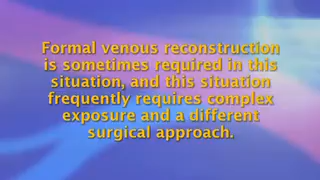 Formal venous reconstruction
is sometimes required in this
situation, and this situation
frequently requires complex
exposure and a different
surgical approach.